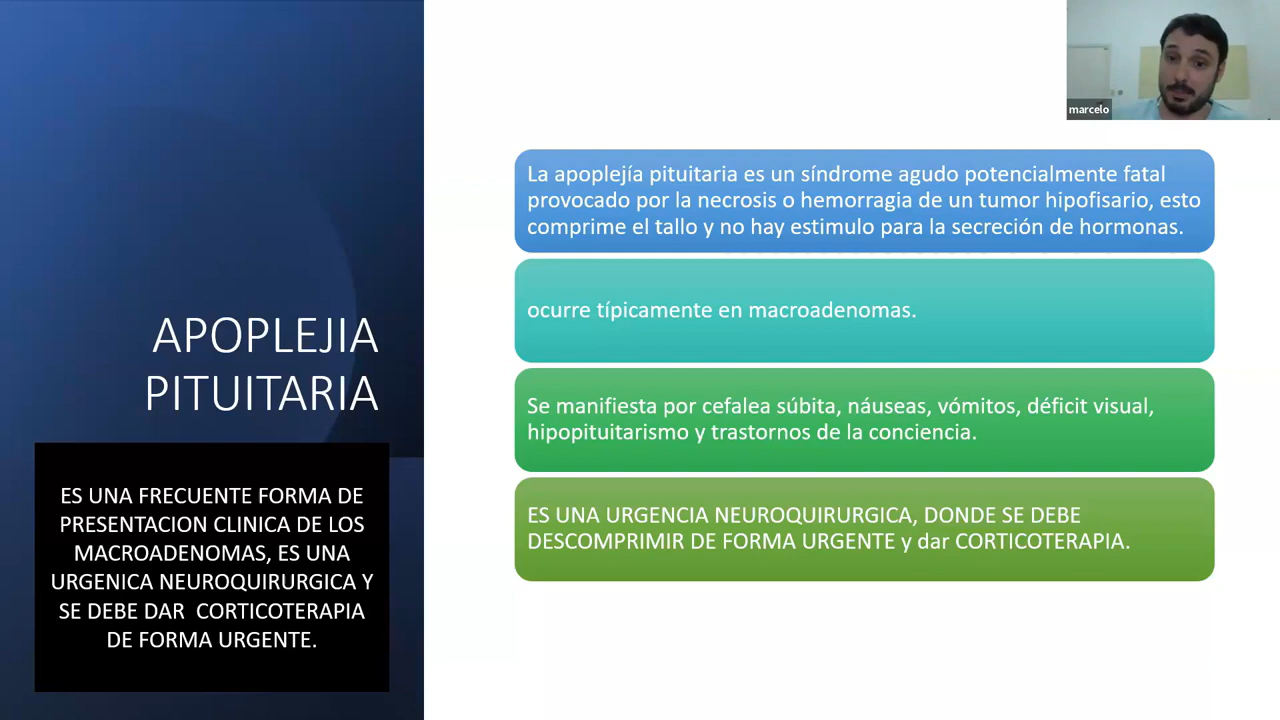 APOPLEJIA
PITUITARIA
ES UNA FRECUENTE FORMA DE
PRESENTACION CLINICA DE LOS
MACROADENOMAS, ES UNA
URGENICA NEUROQUIRURGICA Y
SE DEBE DAR CORTICOTERAPIA
DE FORMA URGENTE.
La apoplejía pituitaria es un síndrome agudo potencialmente fatal
provocado por la necrosis o hemorragia de un tumor hipofisario, esto
comprime el tallo y no hay estimulo para la secreción de hormonas.
ocurre típicamente en macroadenomas.
Se manifiesta por cefalea súbita, náuseas, vómitos, déficit visual,
hipopituitarismo y trastornos de la conciencia.
ES UNA URGENCIA NEUROQUIRURGICA, DONDE SE DEBE
DESCOMPRIMIR DE FORMA URGENTE y dar CORTICOTERAPIA.
marcelo